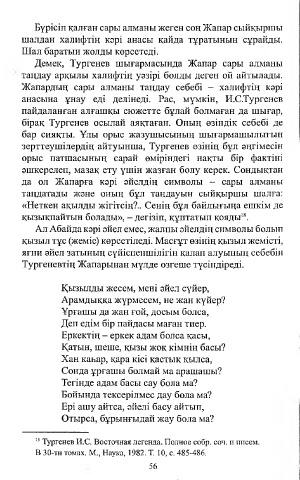 Бүрісіп қалған сары алманы жеген соң Жапар сыйқыршы
шалдан халифтің кәрі анасы қайда тұратынын сұрайды.
Шал баратын жолды көрсетеді.
Демек, Тургенев шығармасында Жапар сары алманы
таңдау арқылы халифтің уәзірі болды деген ой айтылады.
Жапардың сары алманы таңдау себебі – халифтің кәрі
анасына ұнау еді делінеді. Рас, мүмкін, И.С.Тургенев
пайдаланған алғашқы сюжетте бұлай болмаған да шығар,
бірақ Тургенев осылай аяқтаған. Оның өзіндік себебі де
бар сияқты. Ұлы орыс жазушысының шығармашылығын
зерттеушілердің айтуынша, Тургенев өзінің бұл әңгімесін
орыс патшасының сарай өміріндегі нақты бір фактіні
әшкерелеп, мазақ ету үшін жазған болу керек. Сондықтан
да ол Жапарға кәрі әйелдің символы – сары алманы
таңдатады және оның бұл таңдауын сыйқыршы шалға:
«Неткен ақылды жігітсің?.. Сенің бұл байлығыңа ешкім де
қызықпайтын болады», – дегізіп, құптатып қояды¹⁸.
Ал Абайда кәрі әйел емес, жалпы әйелдің символы болып
қызыл түс (жеміс) көрсетіледі. Масғұт өзінің қызыл жемісті,
яғни әйел затының сүйіспеншілігін қалап алуының себебін
Тургеневтің Жапарынан мүлде өзгеше түсіндіреді.
Қызылды жесем, мені әйел сүйер,
Арамдыққа жүрмесем, не жан күйер?
Ұрғашы да жан ғой, досым болса,
Деп едім бір пайдасы маған тиер.
Еркектің – еркек адам болса қасы,
Қатын, шеше, қызы жоқ кімнің басы?
Хан каһар, қара кісі қастық қылса,
Сонда ұрғашы болмай ма арашашы?
Тегінде адам басы сау бола ма?
Бойында тексерілмес дау бола ма?
Ері ашу айтса, әйелі басу айтып,
Отырса, бұрынғыдай жау бола ма?
¹⁸ Тургенев И.С. Восточная легенда. Полное собр. соч. и писем.
В 30-ти томах. М., Наука, 1982. Т. 10, с. 485-486.
56